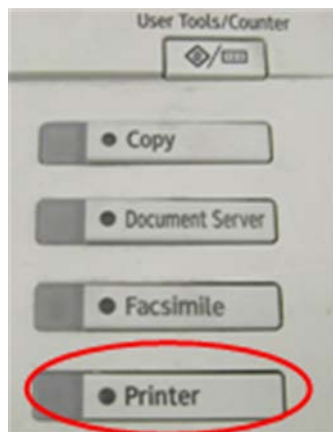 User Tools/Counter
Copy
Document Server
Facsimile
Printer